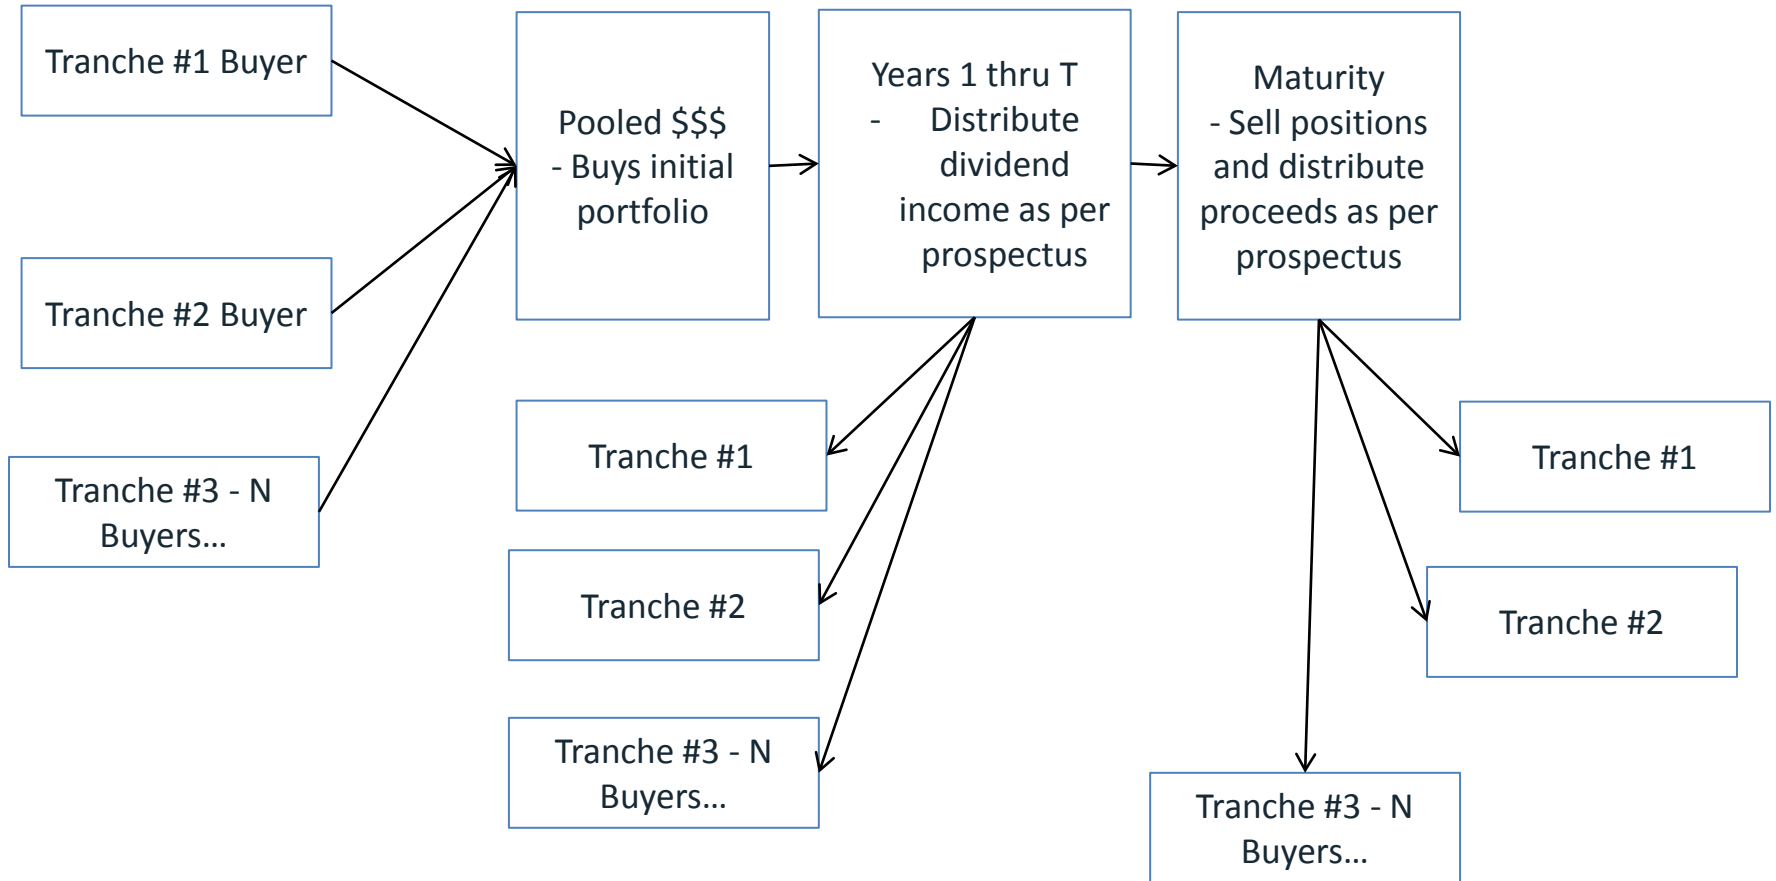 Tranche #1 Buyer
Tranche #2 Buyer
Tranche #3 - N
Buyers...
Pooled $$$
- Buys initial
portfolio
Years 1 thru T
- Distribute
dividend
income as per
prospectus
Maturity
- Sell positions
and distribute
proceeds as per
prospectus
Tranche #1
Tranche #2
Tranche #3 - N
Buyers...
Tranche #1
Tranche #2
Tranche #3 - N
Buyers...